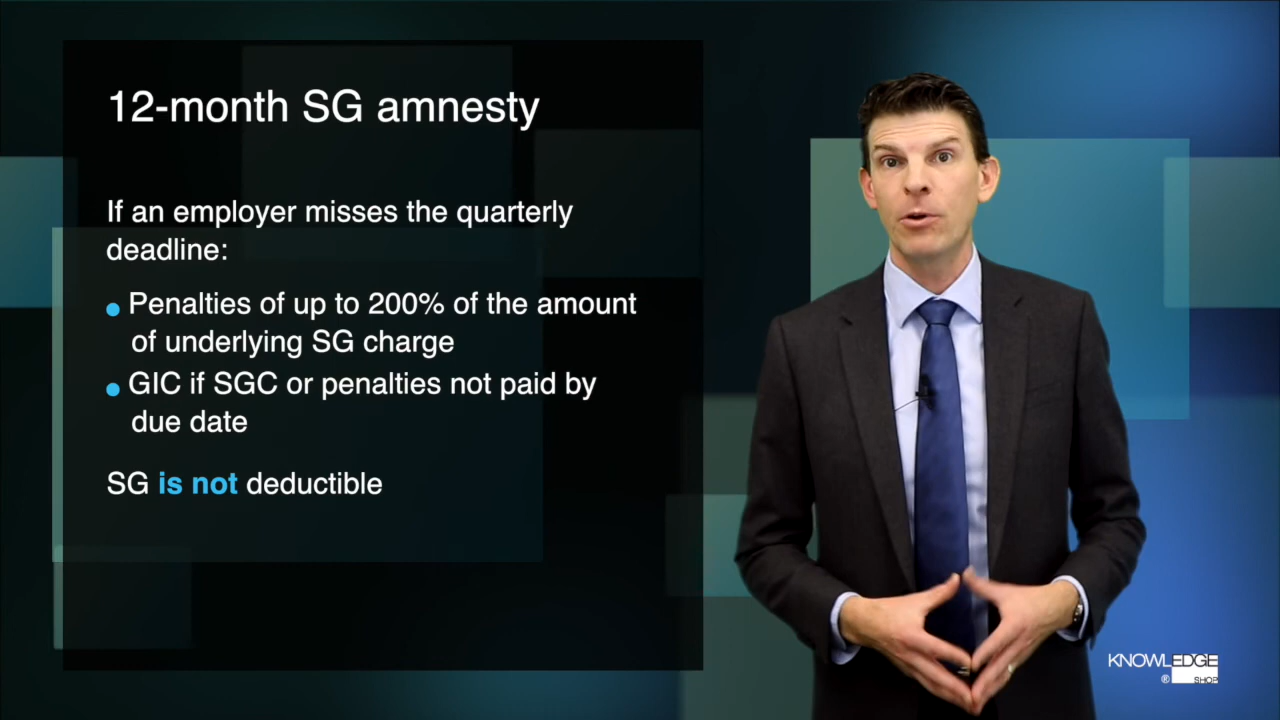 12-month SG amnesty
If an employer misses the quarterly
deadline:
Penalties of up to 200% of the amount
of underlying SG charge
GIC if SGC or penalties not paid by
due date
SG is not deductible
KNOWLEDGE
® SHOP